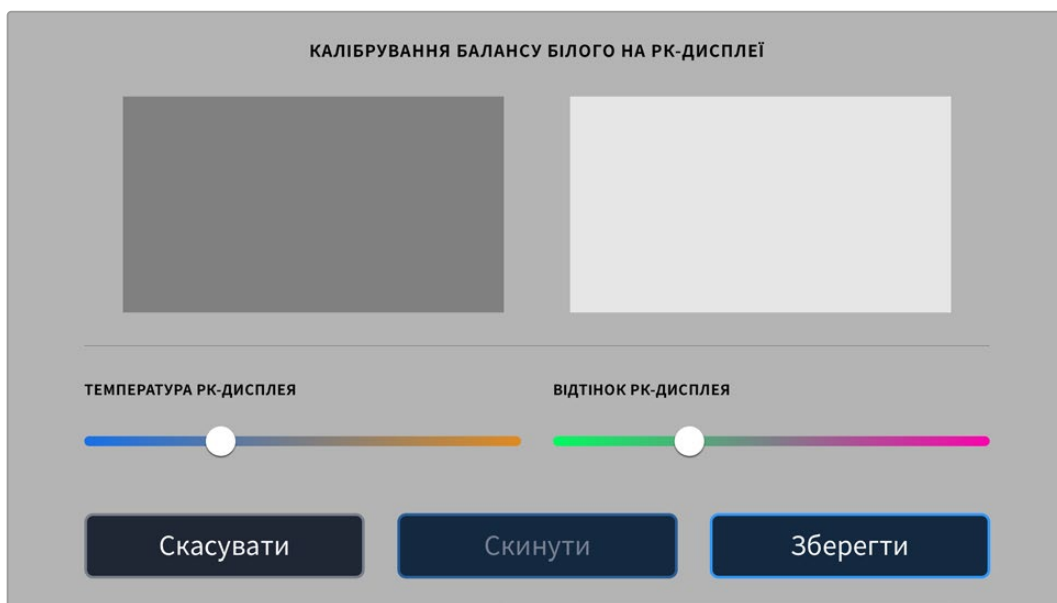 КАЛІБРУВАННЯ БАЛАНСУ БІЛОГО НА РК-ДИСПЛЕЇ
ТЕМПЕРАТУРА РК-ДИСПЛЕЯ
ВІДТІНОК РК-ДИСПЛЕЯ
Скасувати
Скинути
Зберегти